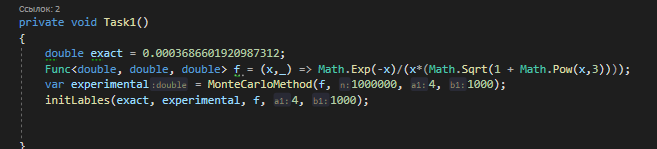 Ссылок: 2
private void Task1()
{
double exact = 0.0003686601920987312;
Func<double, double, double> f = (x,_) => Math.Exp(-x)/(x*(Math.Sqrt(1 + Math.Pow(x,3))));
var experimental :double = MonteCarloMethod(f, n:1000000, a1:4, b1:1000);
initLables(exact, experimental, f, a1:4, b1:1000);
}